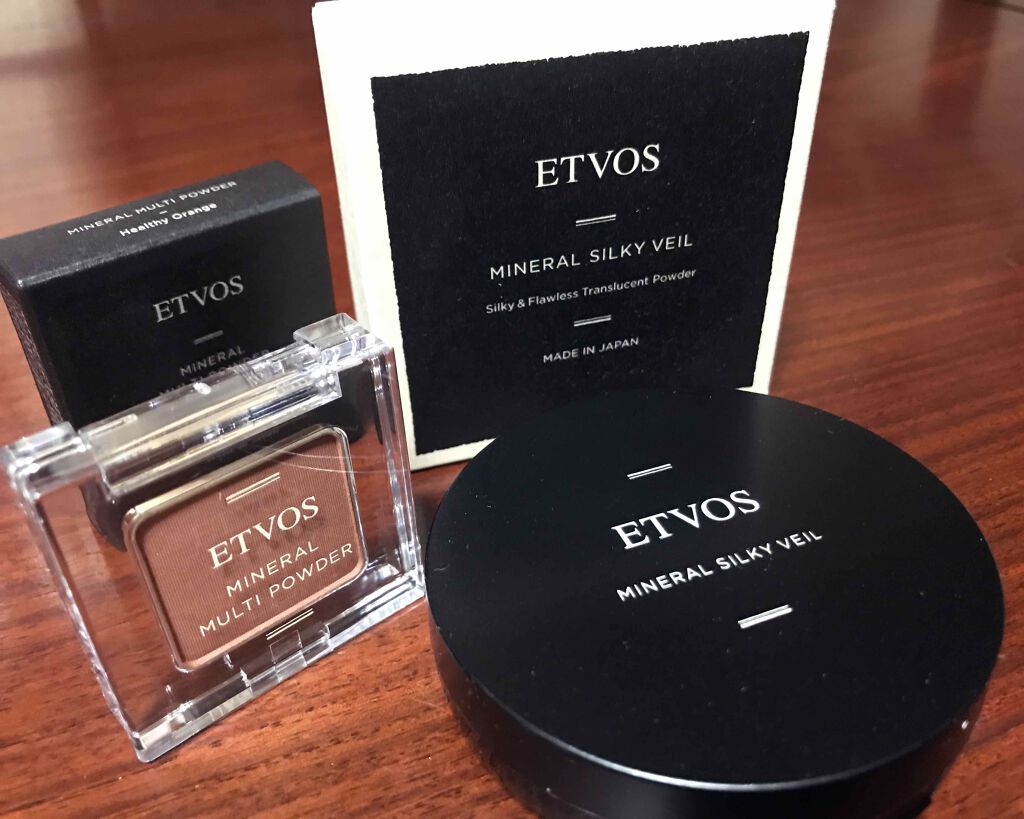 MINERAL MULTI POWDER
Healthy Orange
ETVOS
MINERAL
ETVOS
MINERAL SILKY VEIL
Silky & Flawless Translucent Powder
MADE IN JAPAN
ETVOS
MINERAL
MULTI POWDER
ETVOS
MINERAL SILKY VEIL